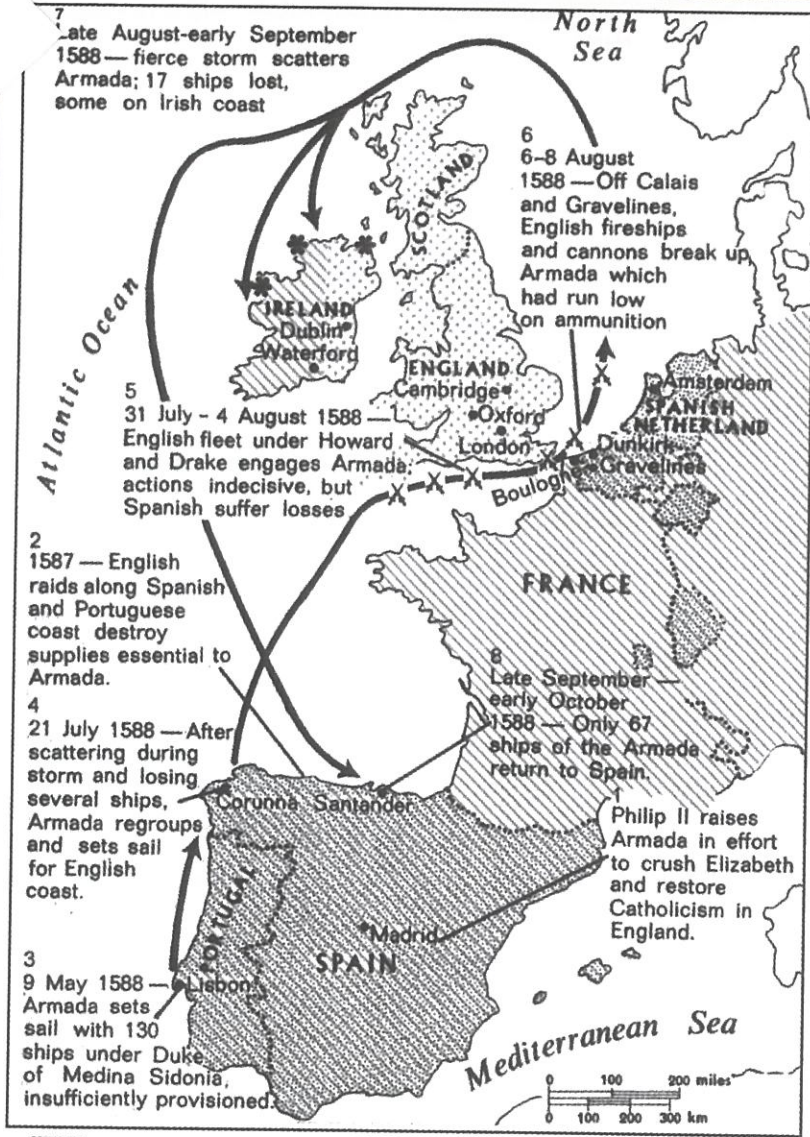 7
Late August-early September
1588 — fierce storm scatters
Armada; 17 ships lost,
some on Irish coast
North
Sea
6
6-8 August
1588 — Off Calais
and Gravelines,
English fireships
and cannons break up
Armada which
had run low
on ammunition
SCOTLAND
IRELAND
Dublin
Waterford
ENGLAND
Cambridge
Oxford
London
Amsterdam
SPANISH
NETHERLAND
Dunkirk
Gravelines
Boulogne
Atlantic Ocean
5
31 July - 4 August 1588 —
English fleet under Howard
and Drake engages Armada;
actions indecisive, but
Spanish suffer losses
2
1587 — English
raids along Spanish
and Portuguese
coast destroy
supplies essential to
Armada.
FRANCE
8
Late September —
early October
1588 — Only 67
ships of the Armada
return to Spain.
4
21 July 1588 — After
scattering during
storm and losing
several ships,
Armada regroups
and sets sail
for English
coast.
Corunna Santander
1
Philip II raises
Armada in effort
to crush Elizabeth
and restore
Catholicism in
England.
PORTUGAL
Madrid
SPAIN
3
9 May 1588 —
Armada sets
sail with 130
ships under Duke
of Medina Sidonia,
insufficiently provisioned.
Lisbon
Mediterranean Sea
0 100 200 miles
0 100 200 300 km